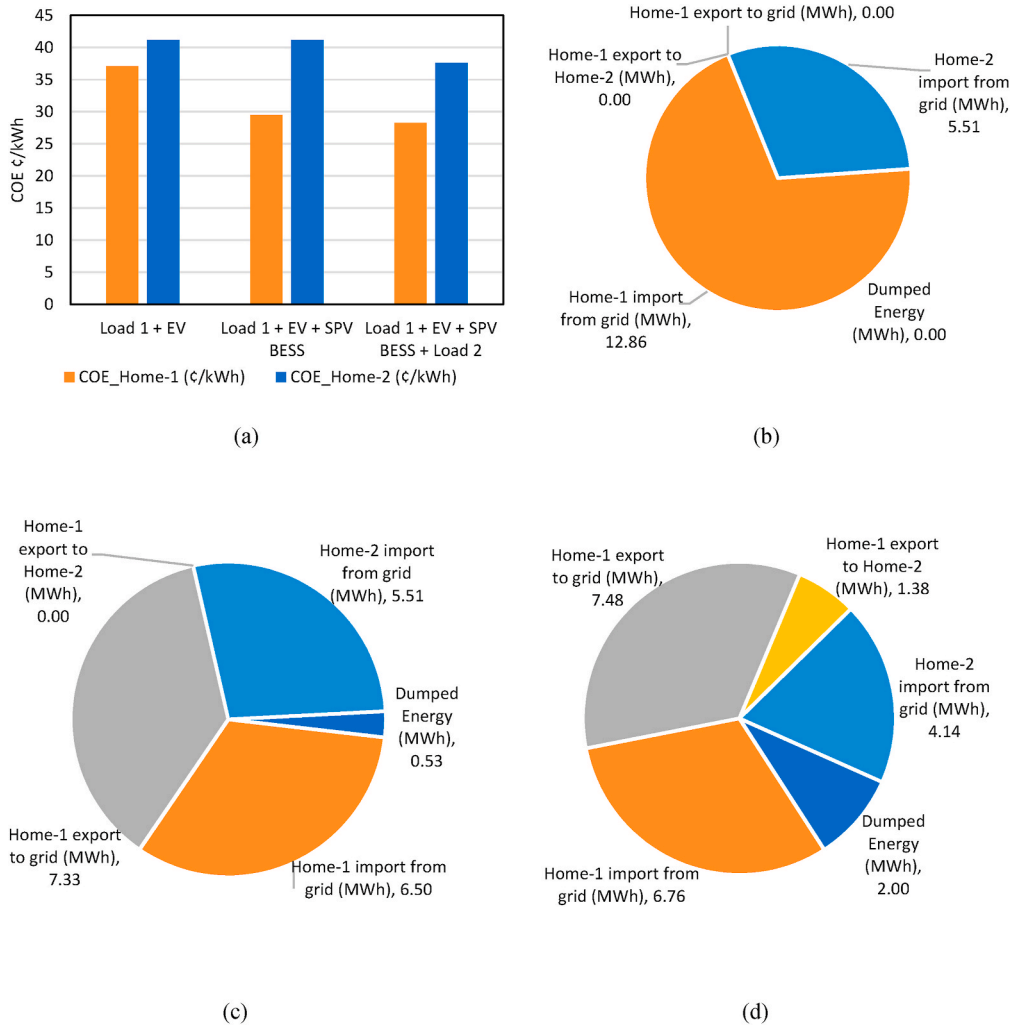 45
40
35
30
25
20
15
10
5
0
COE ¢/kWh
Load 1 + EV
Load 1 + EV + SPV
BESS
Load 1 + EV + SPV
BESS + Load 2
COE_Home-1 (¢/kWh)
COE_Home-2 (¢/kWh)
(a)
Home-1 export to grid (MWh), 0.00
Home-1 export to
Home-2 (MWh),
0.00
Home-2
import from
grid (MWh),
5.51
Home-1 import
from grid (MWh),
12.86
Dumped
Energy
(MWh), 0.00
(b)
Home-1
export to
Home-2
(MWh),
0.00
Home-2 import
from grid
(MWh), 5.51
Dumped
Energy
(MWh),
0.53
Home-1 export
to grid (MWh),
7.33
Home-1 import from
grid (MWh), 6.50
(c)
Home-1 export
to grid (MWh),
7.48
Home-1 export
to Home-2
(MWh), 1.38
Home-2
import from
grid (MWh),
4.14
Dumped
Energy
(MWh),
2.00
Home-1 import from
grid (MWh), 6.76
(d)